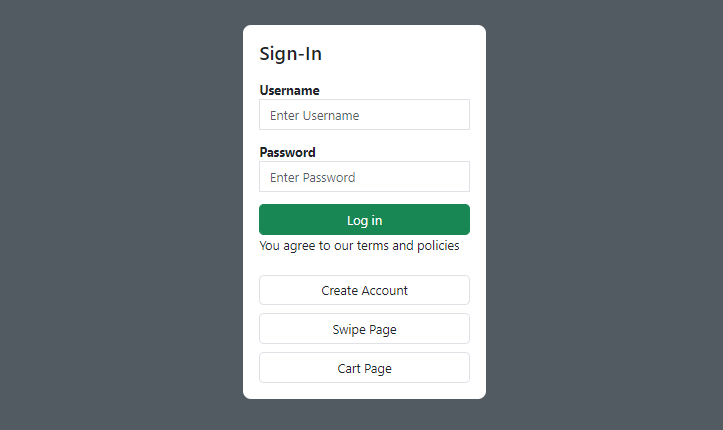 Sign-In
Username
Enter Username
Password
Enter Password
Log in
You agree to our terms and policies
Create Account
Swipe Page
Cart Page